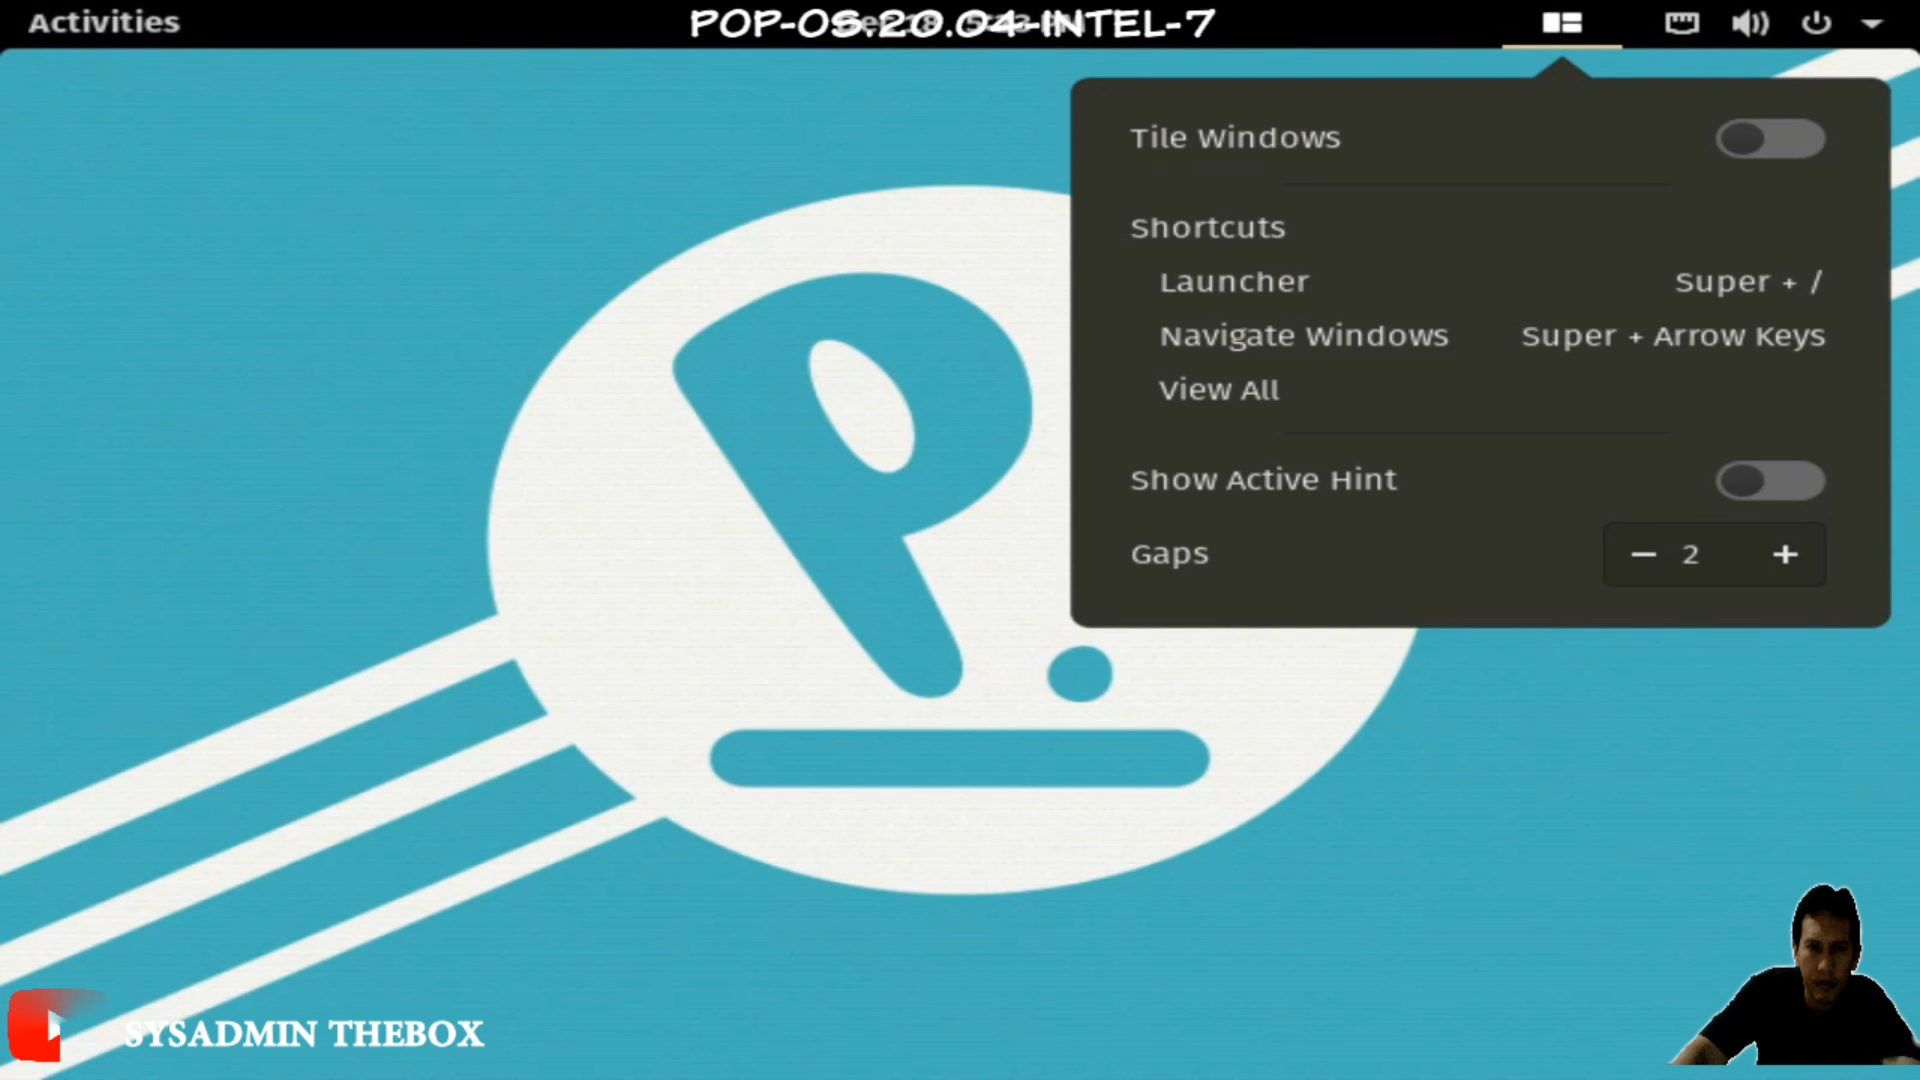 Activities
POP-OS.20.04-INTEL-7
Tile Windows
Shortcuts
Launcher Super + /
Navigate Windows Super + Arrow Keys
View All
Show Active Hint
Gaps − 2 +
P.
SYSADMIN THEBOX